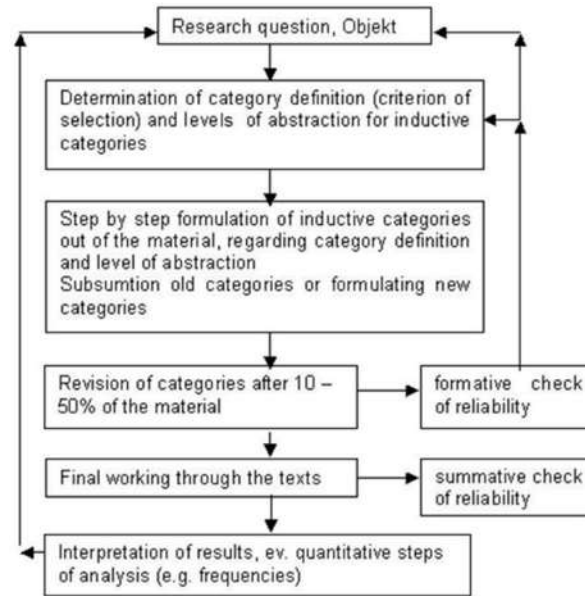 Research question, Objekt
Determination of category definition (criterion of
selection) and levels of abstraction for inductive
categories
Step by step formulation of inductive categories
out of the material, regarding category definition
and level of abstraction
Subsumtion old categories or formulating new
categories
Revision of categories after 10 –
50% of the material
formative check
of reliability
Final working through the texts
summative check
of reliability
Interpretation of results, ev. quantitative steps
of analysis (e.g. frequencies)